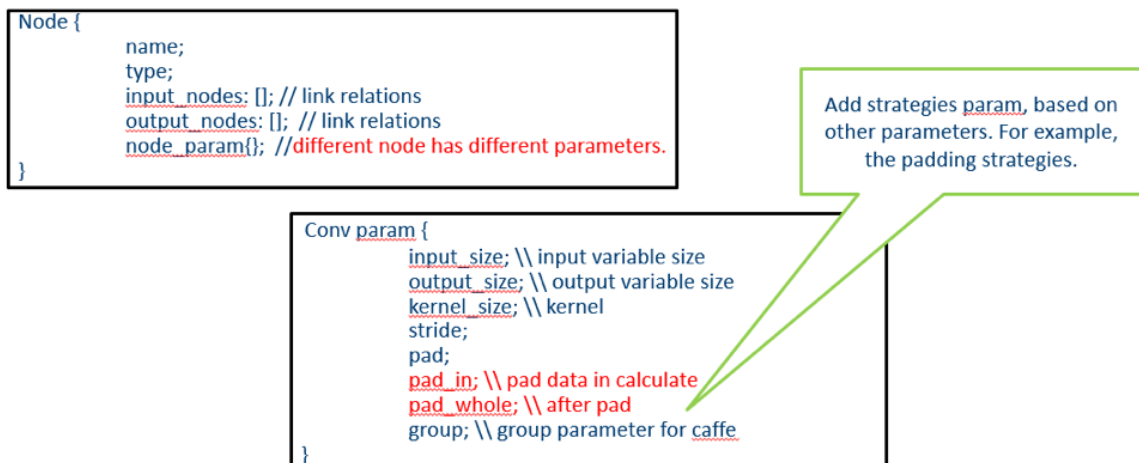 Node {
name;
type;
input_nodes: []; // link relations
output_nodes: []; // link relations
node_param{}; //different node has different parameters.
}
Add strategies param, based on
other parameters. For example,
the padding strategies.
Conv param {
input_size; \\ input variable size
output_size; \\ output variable size
kernel_size; \\ kernel
stride;
pad;
pad_in; \\ pad data in calculate
pad_whole; \\ after pad
group; \\ group parameter for caffe
}